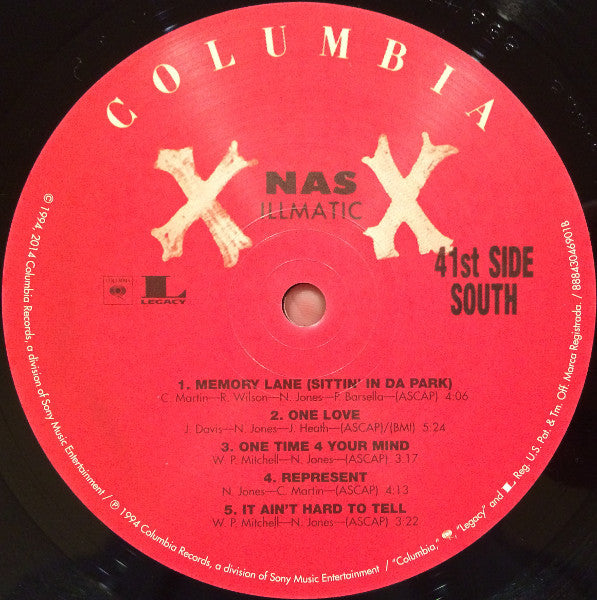 COLUMBIA
X X
NAS
ILLMATIC
41st SIDE
SOUTH
COLUMBIA
L
LEGACY
1. MEMORY LANE (SITTIN' IN DA PARK)
C. Martin—R. Wilson—N. Jones—P. Barsella—(ASCAP) 4:06
2. ONE LOVE
J. Davis—N. Jones—J. Heath—(ASCAP)/(BMI) 5:24
3. ONE TIME 4 YOUR MIND
W. P. Mitchell—N. Jones—(ASCAP) 3:17
4. REPRESENT
N. Jones—C. Martin—(ASCAP) 4:13
5. IT AIN'T HARD TO TELL
W. P. Mitchell—N. Jones—(ASCAP) 3:22
© 1994, 2014 Columbia Records, a division of Sony Music Entertainment / ℗ 1994 Columbia Records, a division of Sony Music Entertainment / "Columbia," "Legacy" and L Reg. U.S. Pat. & Tm. Off. Marca Registrada. / 88843046901B